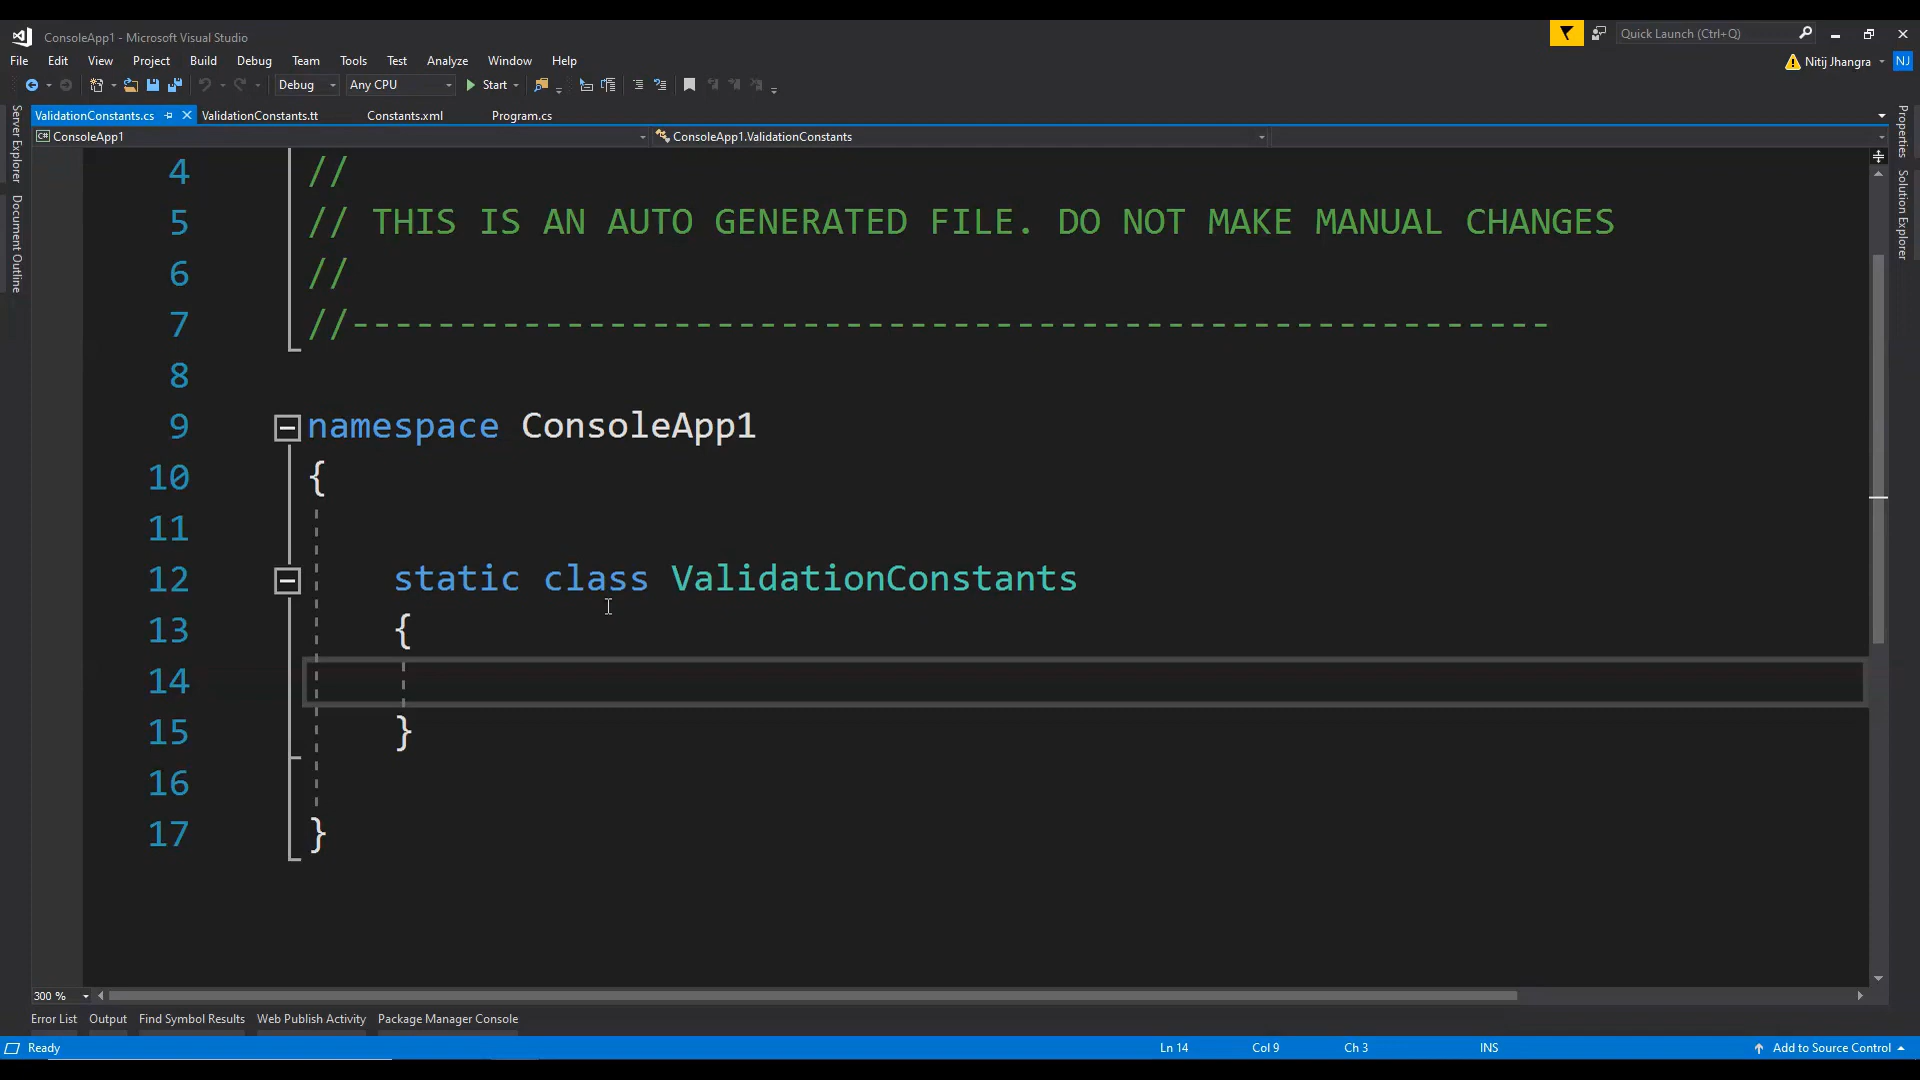 ConsoleApp1 - Microsoft Visual Studio
Quick Launch (Ctrl+Q)
File Edit View Project Build Debug Team Tools Test Analyze Window Help
Nitij Jhangra NJ
Debug Any CPU Start
ValidationConstants.cs ValidationConstants.tt Constants.xml Program.cs
C# ConsoleApp1 ConsoleApp1.ValidationConstants
Server Explorer
Document Outline
Properties
Solution Explorer
4 //
5 // THIS IS AN AUTO GENERATED FILE. DO NOT MAKE MANUAL CHANGES
6 //
7 //--------------------------------------------------------
8
9 namespace ConsoleApp1
10 {
11
12 static class ValidationConstants
13 {
14
15 }
16
17 }
300 %
Error List Output Find Symbol Results Web Publish Activity Package Manager Console
Ready Ln 14 Col 9 Ch 3 INS Add to Source Control